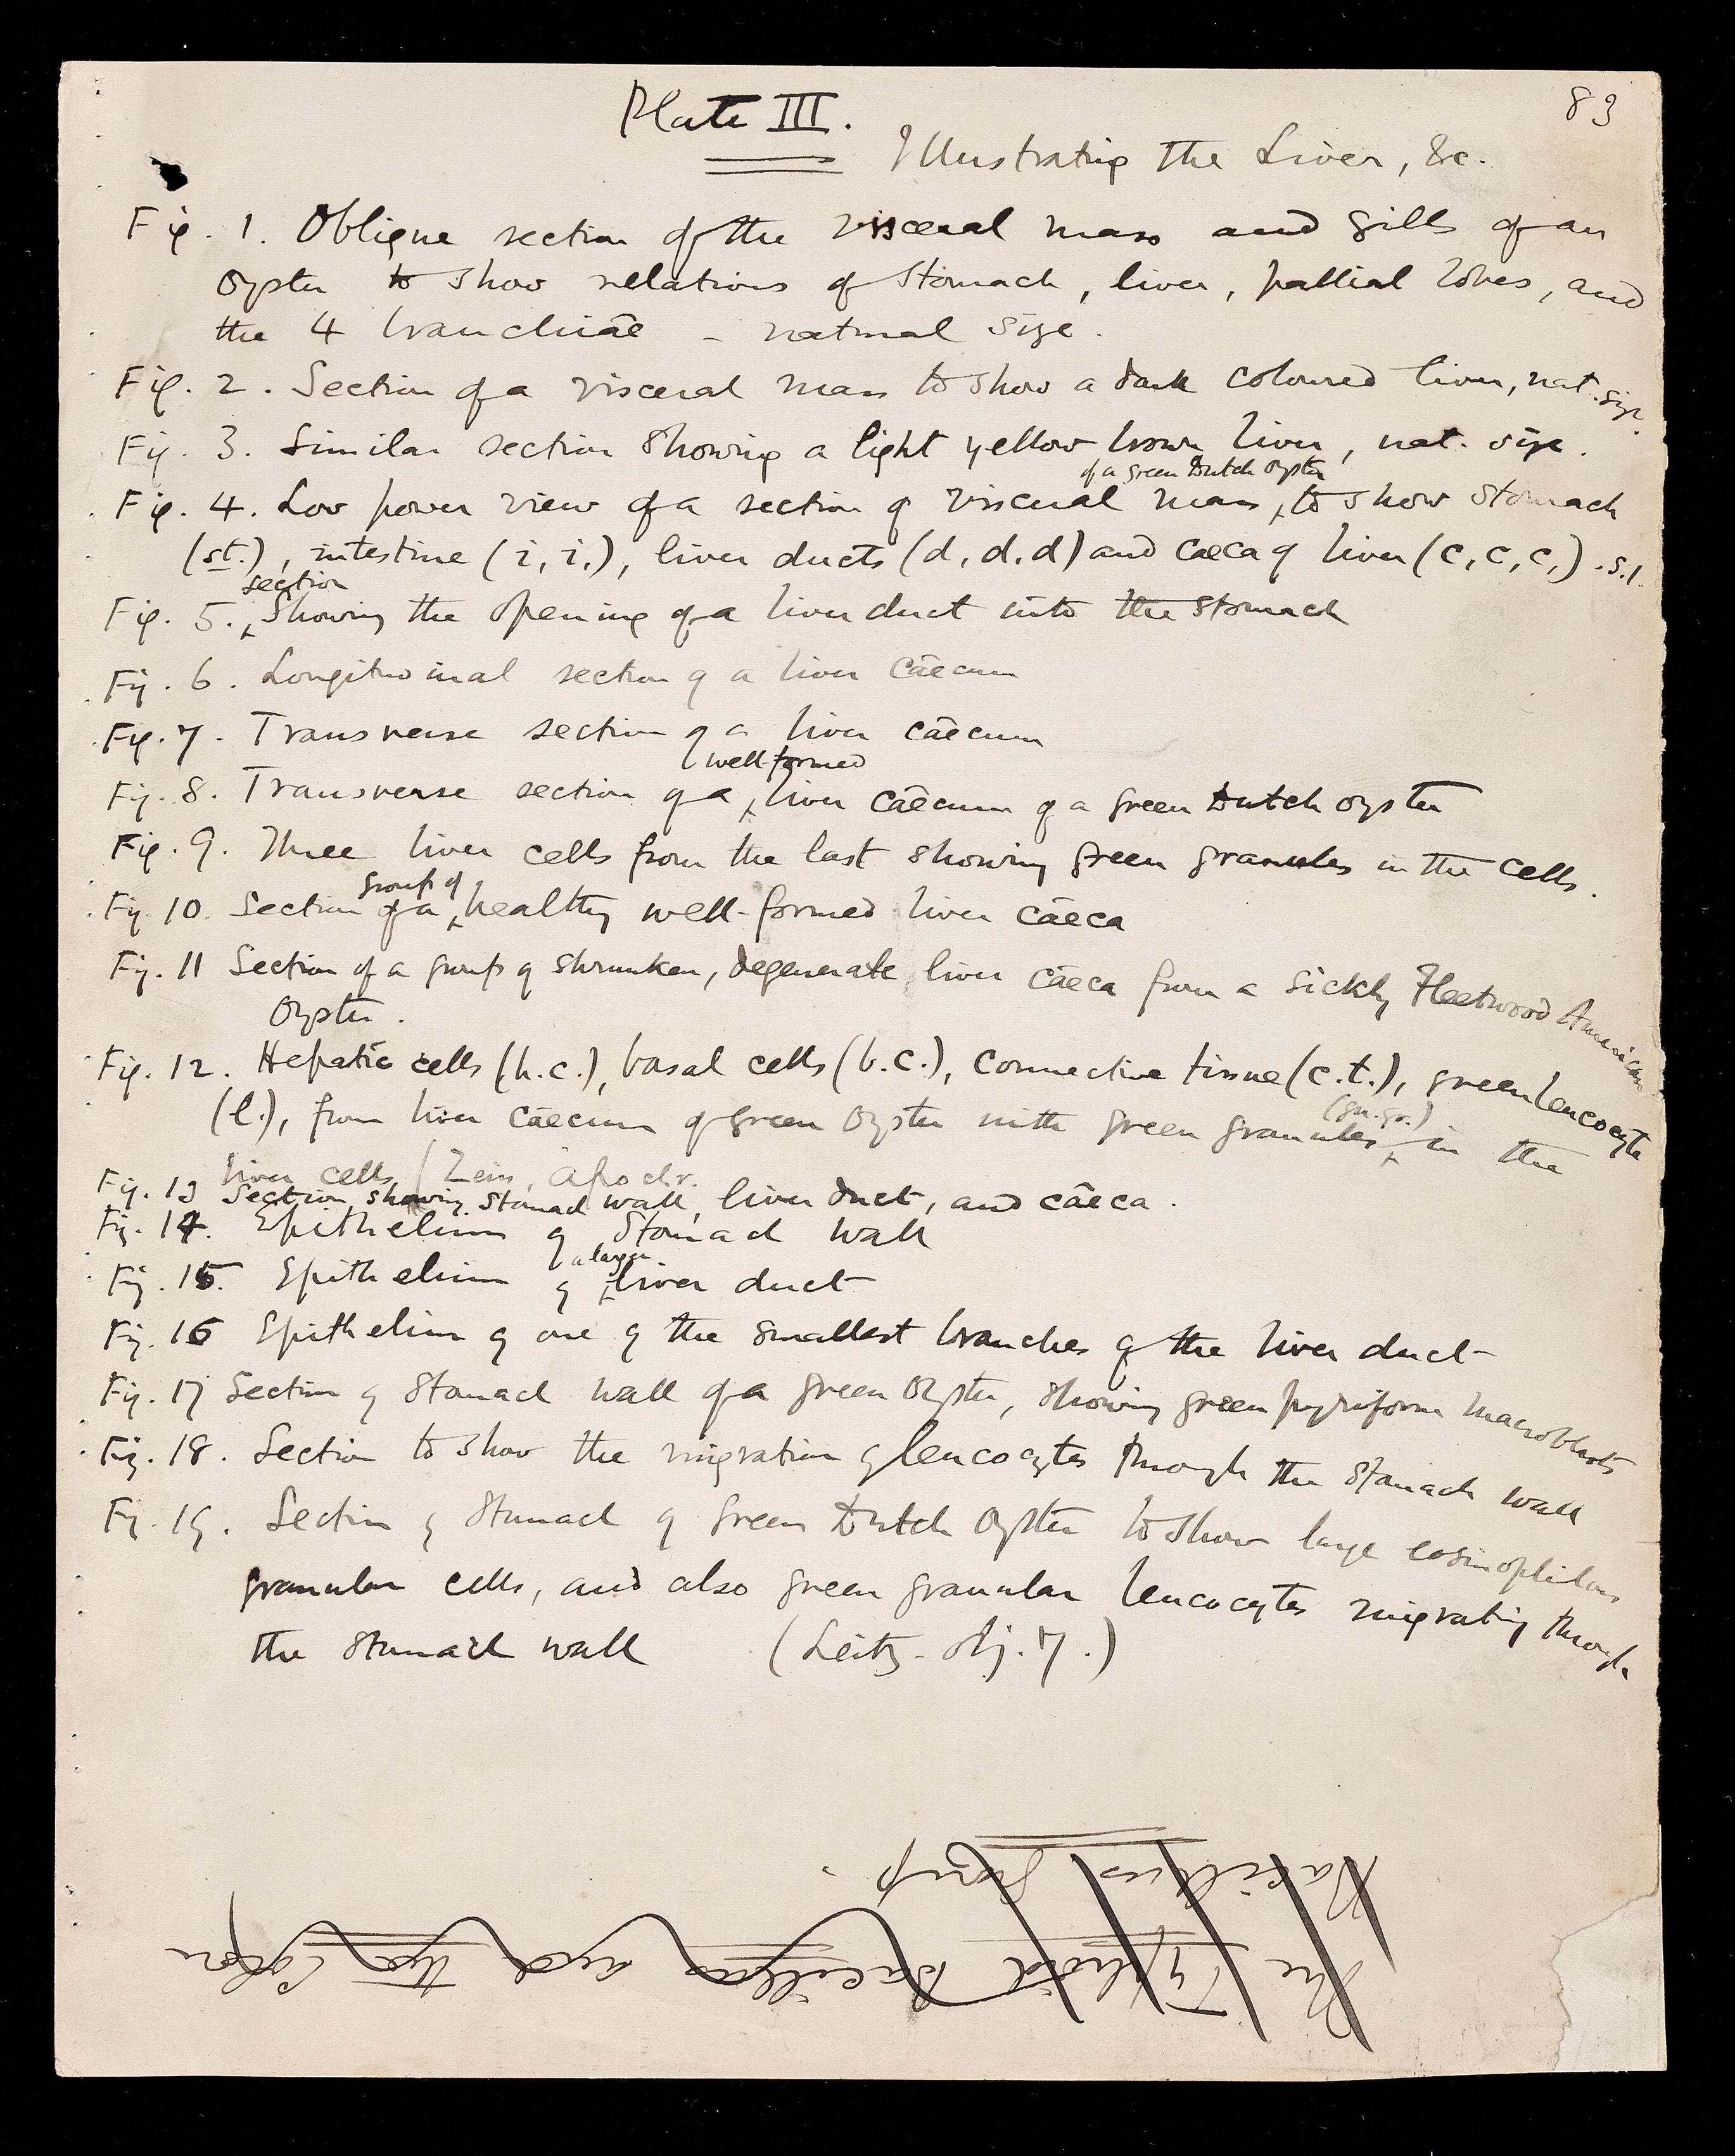 83
Plate III.
Illustrating the Liver, &c.
Fig. 1. Oblique section of the visceral mass and gills of an
oyster to show relations of stomach, liver, pallial lobes, and
the 4 branchiae - natural size.
Fig. 2. Section of a visceral mass to show a dark coloured liver, nat. size.
Fig. 3. Similar section showing a light yellow brown liver, nat. size.
of a green Dutch oyster
Fig. 4. Low power view of a section of visceral mass, to show stomach
(st.), intestine (i, i,), liver ducts (d, d, d) and caeca of liver (c, c, c,) . s.l.
section
Fig. 5. showing the opening of a liver duct into the stomach
Fig. 6. Longitudinal section of a liver caecum
Fig. 7. Transverse section of a liver caecum
well-formed
Fig. 8. Transverse section of a liver caecum of a green Dutch oyster
Fig. 9. Three liver cells from the last showing green granules in the cells.
group of
Fig. 10. Section of a healthy well-formed liver caeca
Fig. 11 Section of a group of shrunken, degenerate liver caeca from a sickly Fleetwood American
Oyster.
Fig. 12. Hepatic cells (h.c.), basal cells (b.c.), connective tissue (c.t.), green leucocyte
(gn.gr.)
(l.), from liver caecum of green oyster with green granules in the
liver cells (Zeiss, apochr.
Fig. 13 Section showing stomach wall, liver duct, and caeca.
Fig. 14. Epithelium of stomach wall
a larger
Fig. 15. Epithelium of liver duct
Fig. 16 Epithelium of one of the smallest branches of the liver duct
Fig. 17 Section of stomach wall of a green oyster, showing green pyriform macroblasts
Fig. 18. Section to show the migration of leucocytes through the stomach wall
Fig. 19. Section of stomach of green Dutch oyster to show large eosinophilous
granular cells, and also green granular leucocytes migrating through
the stomach wall (Leitz. obj. 7.)
The Typhoid Bacillus and the Colon
Bacillus Group.